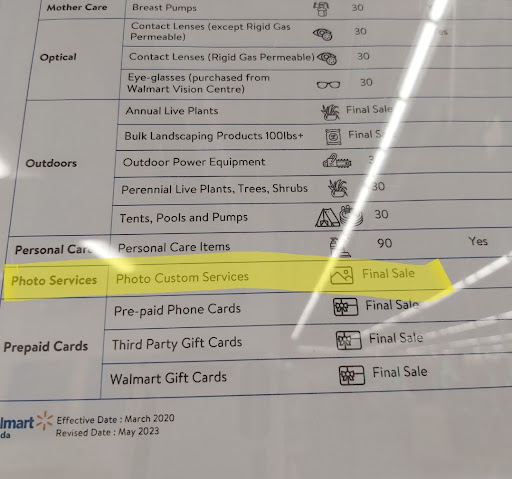 Mother Care Breast Pumps 30
Contact Lenses (except Rigid Gas
Permeable) 30
Optical Contact Lenses (Rigid Gas Permeable) 30
Eye-glasses (purchased from
Walmart Vision Centre) 30
Annual Live Plants Final Sale
Bulk Landscaping Products 100lbs+ Final S
Outdoors Outdoor Power Equipment 3
Perennial Live Plants, Trees, Shrubs 30
Tents, Pools and Pumps 30
Personal Care Personal Care Items 90 Yes
Photo Services Photo Custom Services Final Sale
Pre-paid Phone Cards Final Sale
Prepaid Cards Third Party Gift Cards Final Sale
Walmart Gift Cards Final Sale
lmart Effective Date : March 2020
da Revised Date : May 2023